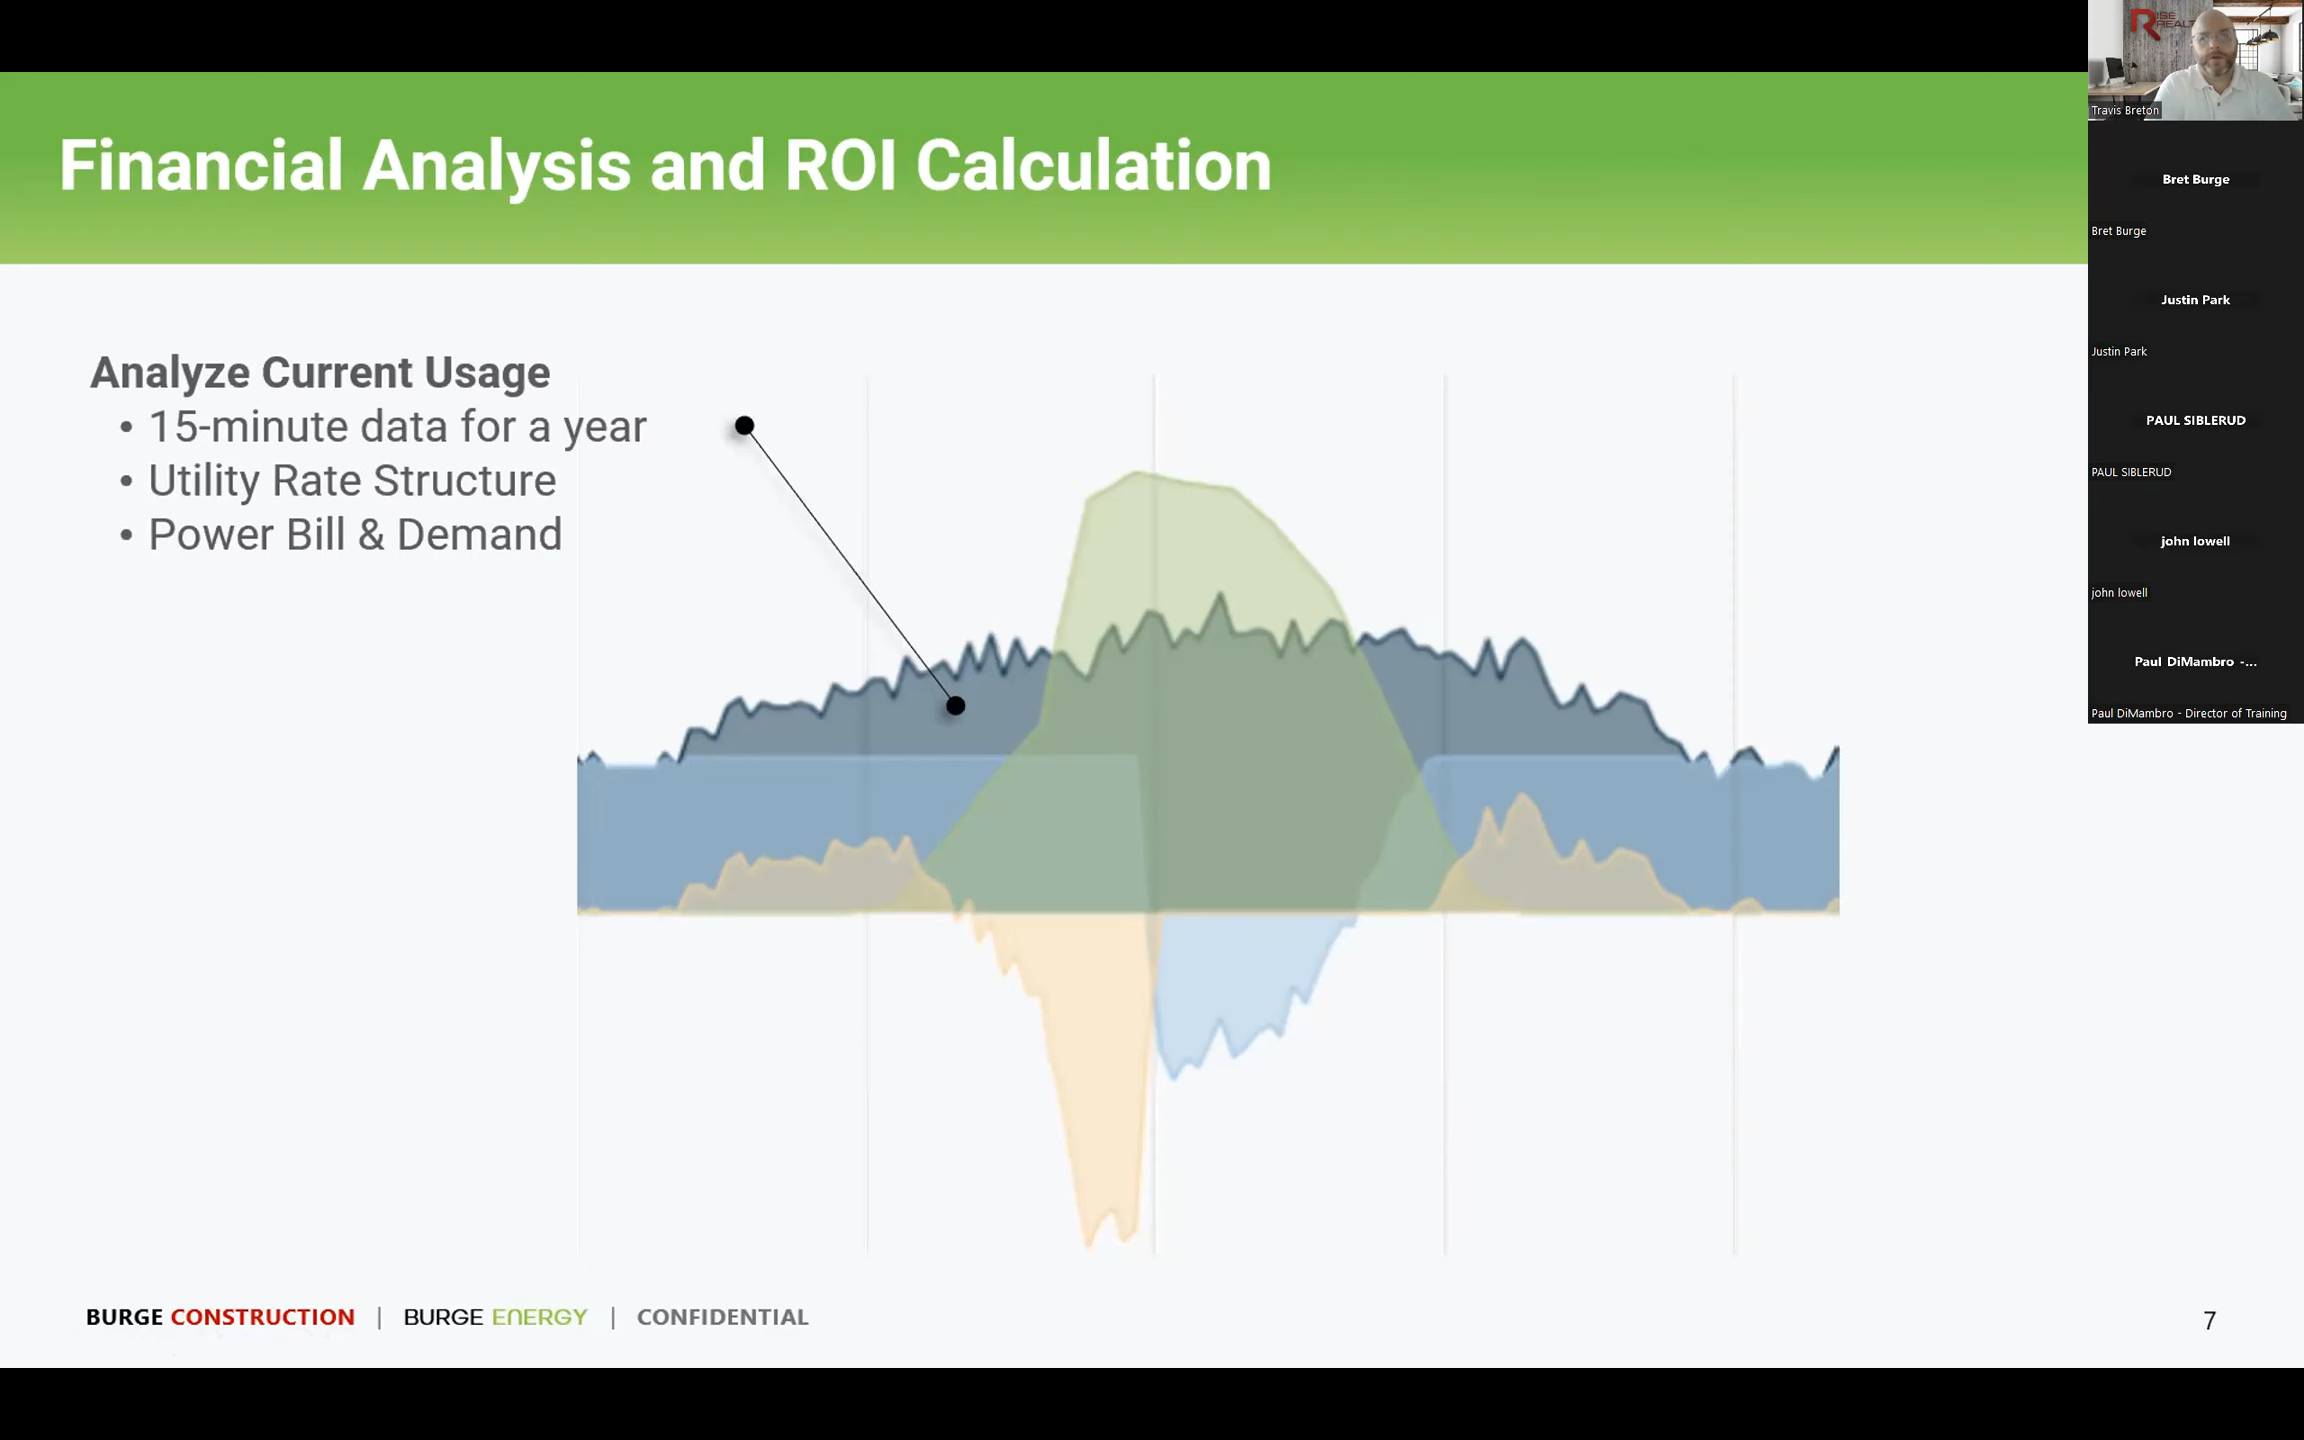 Financial Analysis and ROI Calculation
Analyze Current Usage
• 15-minute data for a year
• Utility Rate Structure
• Power Bill & Demand
BURGE CONSTRUCTION | BURGE ENERGY | CONFIDENTIAL
7
RISE
REAL
Travis Breton
Bret Burge
Bret Burge
Justin Park
Justin Park
PAUL SIBLERUD
PAUL SIBLERUD
john lowell
john lowell
Paul DiMambro -...
Paul DiMambro - Director of Training